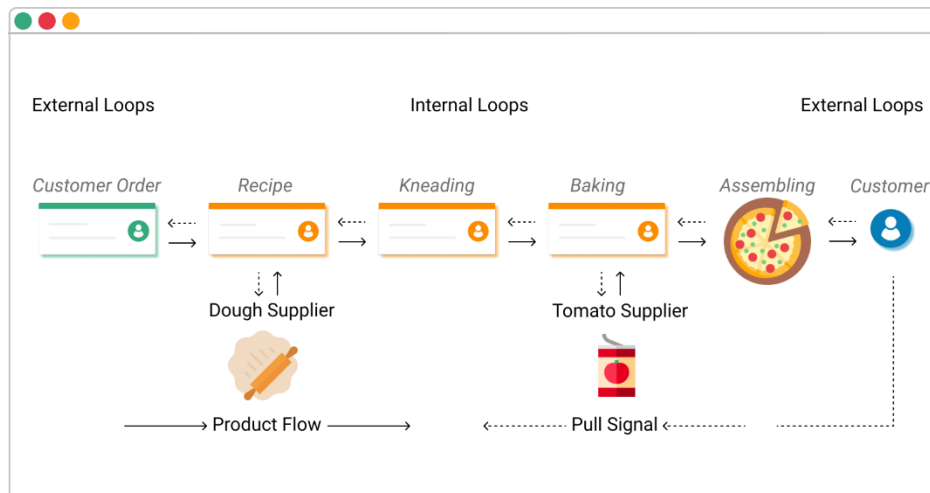 External Loops
Internal Loops
External Loops
Customer Order
Recipe
Kneading
Baking
Assembling
Customer
Dough Supplier
Tomato Supplier
Product Flow
Pull Signal